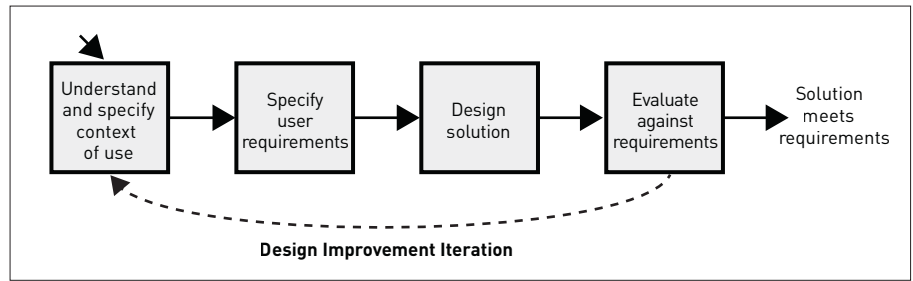 Understand
and specify
context
of use
Specify
user
requirements
Design
solution
Evaluate
against
requirements
Solution
meets
requirements
Design Improvement Iteration